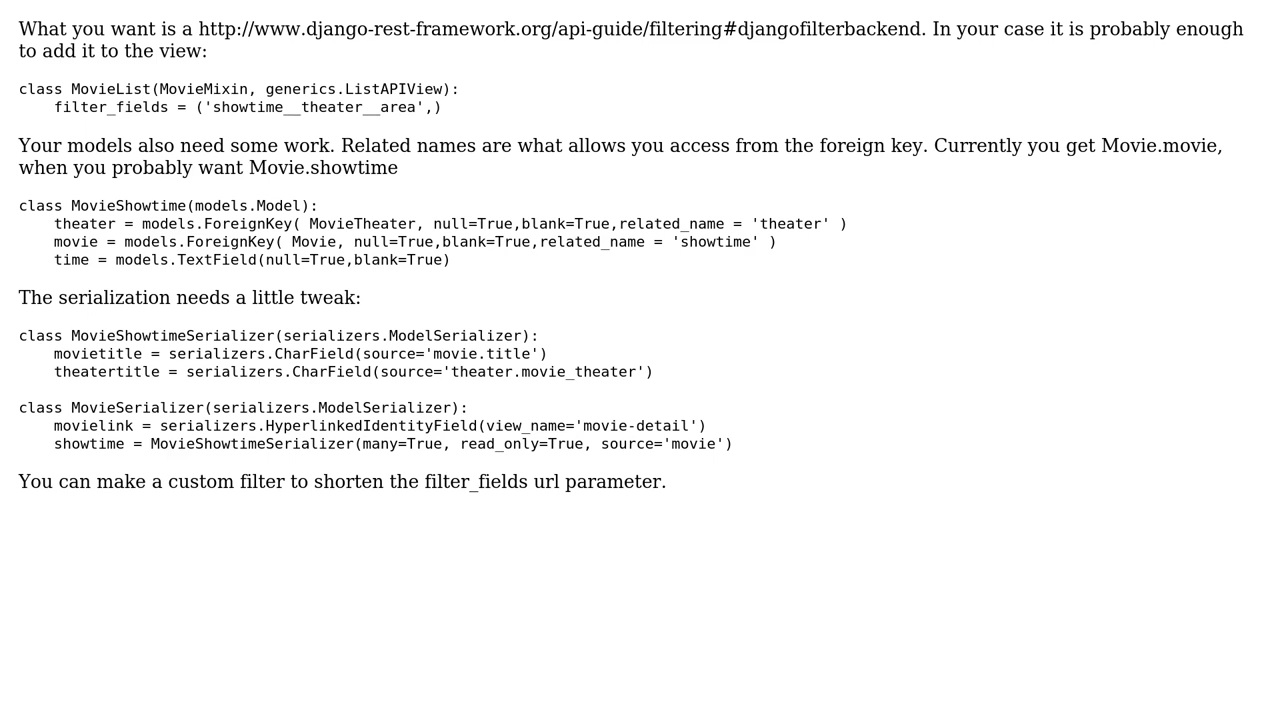 What you want is a http://www.django-rest-framework.org/api-guide/filtering#djangofilterbackend. In your case it is probably enough
to add it to the view:
class MovieList(MovieMixin, generics.ListAPIView):
    filter_fields = ('showtime__theater__area',)
Your models also need some work. Related names are what allows you access from the foreign key. Currently you get Movie.movie,
when you probably want Movie.showtime
class MovieShowtime(models.Model):
    theater = models.ForeignKey( MovieTheater, null=True,blank=True,related_name = 'theater' )
    movie = models.ForeignKey( Movie, null=True,blank=True,related_name = 'showtime' )
    time = models.TextField(null=True,blank=True)
The serialization needs a little tweak:
class MovieShowtimeSerializer(serializers.ModelSerializer):
    movietitle = serializers.CharField(source='movie.title')
    theatertitle = serializers.CharField(source='theater.movie_theater')
class MovieSerializer(serializers.ModelSerializer):
    movielink = serializers.HyperlinkedIdentityField(view_name='movie-detail')
    showtime = MovieShowtimeSerializer(many=True, read_only=True, source='movie')
You can make a custom filter to shorten the filter_fields url parameter.